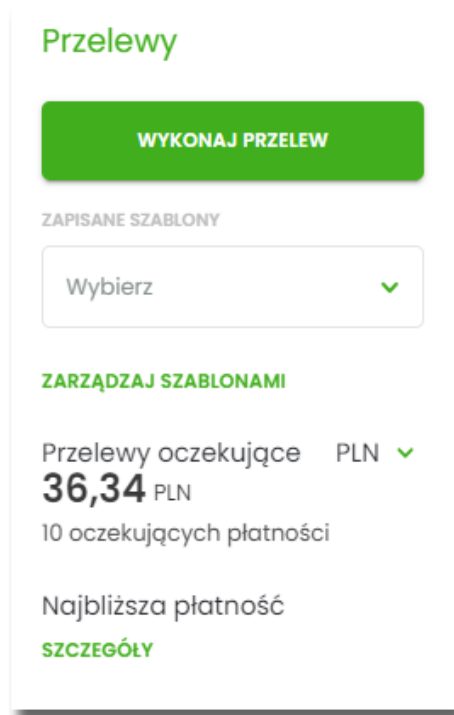 Przelewy
WYKONAJ PRZELEW
ZAPISANE SZABLONY
Wybierz
ZARZĄDZAJ SZABLONAMI
Przelewy oczekujące PLN
36,34 PLN
10 oczekujących płatności
Najbliższa płatność
SZCZEGÓŁY